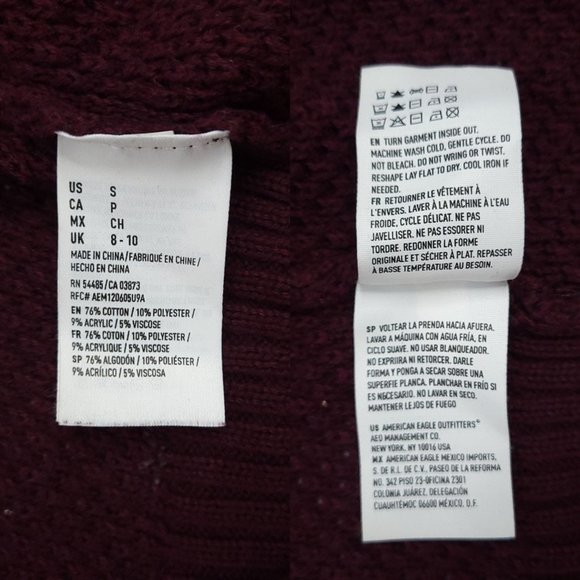 US S
CA P
MX CH
UK 8 - 10
MADE IN CHINA/FABRIQUÉ EN CHINE/
HECHO EN CHINA
RN 54485/CA 03873
RFC# AEM120605U9A
EN 76% COTTON / 10% POLYESTER /
9% ACRYLIC / 5% VISCOSE
FR 76% COTON / 10% POLYESTER /
9% ACRYLIQUE / 5% VISCOSE
SP 76% ALGODÓN / 10% POLIÉSTER /
9% ACRÍLICO / 5% VISCOSA
EN TURN GARMENT INSIDE OUT.
MACHINE WASH COLD, GENTLE CYCLE. DO
NOT BLEACH. DO NOT WRING OR TWIST.
RESHAPE LAY FLAT TO DRY. COOL IRON IF
NEEDED.
FR RETOURNER LE VÊTEMENT À
L'ENVERS. LAVER À LA MACHINE À L'EAU
FROIDE, CYCLE DÉLICAT. NE PAS
JAVELLISER. NE PAS ESSORER NI
TORDRE. REDONNER LA FORME
ORIGINALE ET SÉCHER À PLAT. REPASSER
À BASSE TEMPÉRATURE AU BESOIN.
SP VOLTEAR LA PRENDA HACIA AFUERA.
LAVAR A MÁQUINA CON AGUA FRÍA, EN
CICLO SUAVE. NO USAR BLANQUEADOR.
NO EXPRIRA NI RETORCER. DARLE
FORMA Y PONGA A SECAR SOBRE UNA
SUPERFIE PLANCA. PLANCHAR EN FRÍO SI
ES NECESARIO. NO LAVAR EN SECO.
MANTENER LEJOS DE FUEGO
US AMERICAN EAGLE OUTFITTERS®
AEO MANAGEMENT CO.
NEW YORK, NY 10016 USA
MX AMERICAN EAGLE MEXICO IMPORTS,
S. DE R.L. DE C.V. PASEO DE LA REFORMA
NO. 342 PISO 23-OFICINA 2301
COLONIA JUÁREZ. DELEGACIÓN
CUAUHTÉMOC 06600 MÉXICO, D.F.